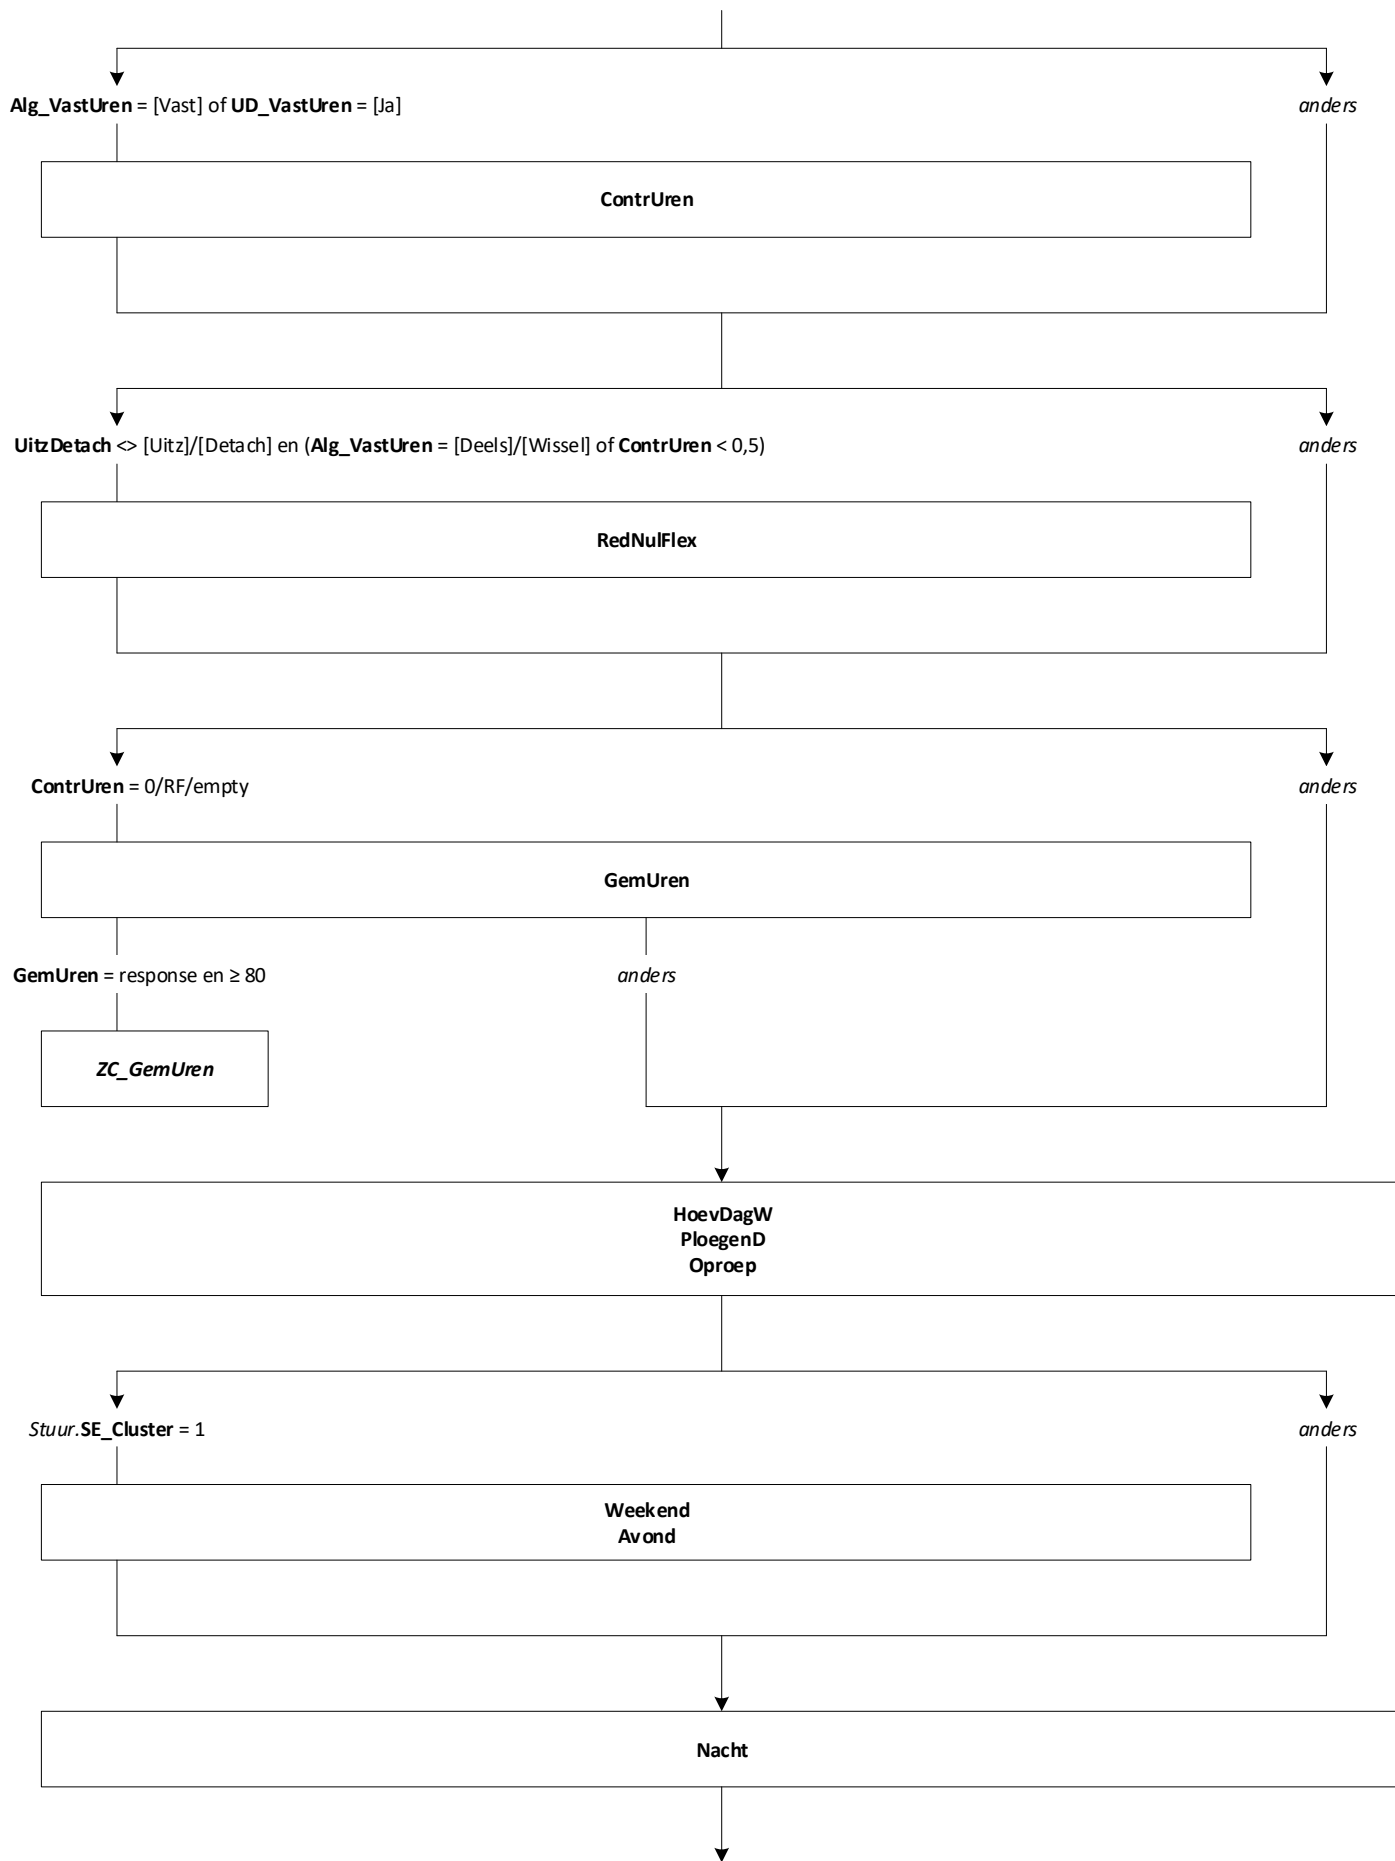 Alg_VastUren = [Vast] of UD_VastUren = [Ja]
anders
ContrUren
UitzDetach <> [Uitz]/[Detach] en (Alg_VastUren = [Deels]/[Wissel] of ContrUren < 0,5)
anders
RedNulFlex
ContrUren = 0/RF/empty
anders
GemUren
GemUren = response en ≥ 80
anders
ZC_GemUren
HoevDagW
PloegenD
Oproep
Stuur.SE_Cluster = 1
anders
Weekend
Avond
Nacht